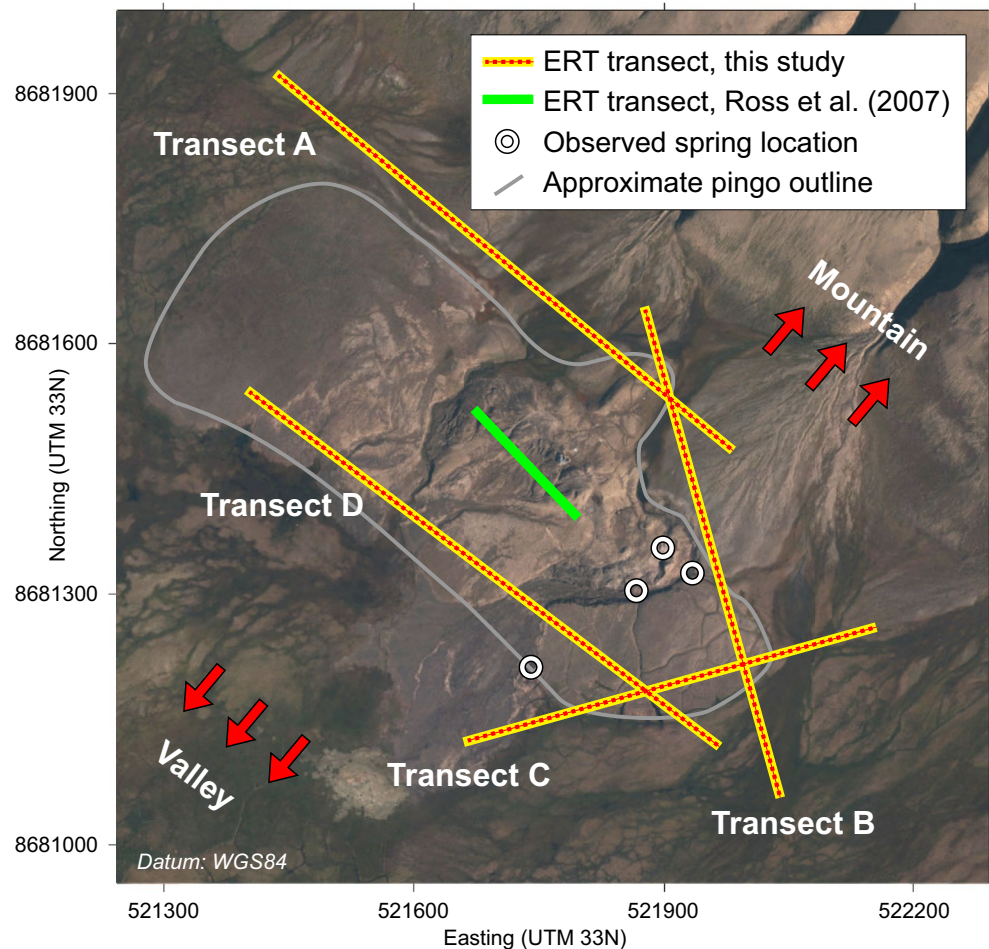 ERT transect, this study
ERT transect, Ross et al. (2007)
Observed spring location
Approximate pingo outline
Transect A
Mountain
Transect D
Valley
Transect C
Transect B
Datum: WGS84
8681900
8681600
8681300
8681000
Northing (UTM 33N)
521300
521600
521900
522200
Easting (UTM 33N)